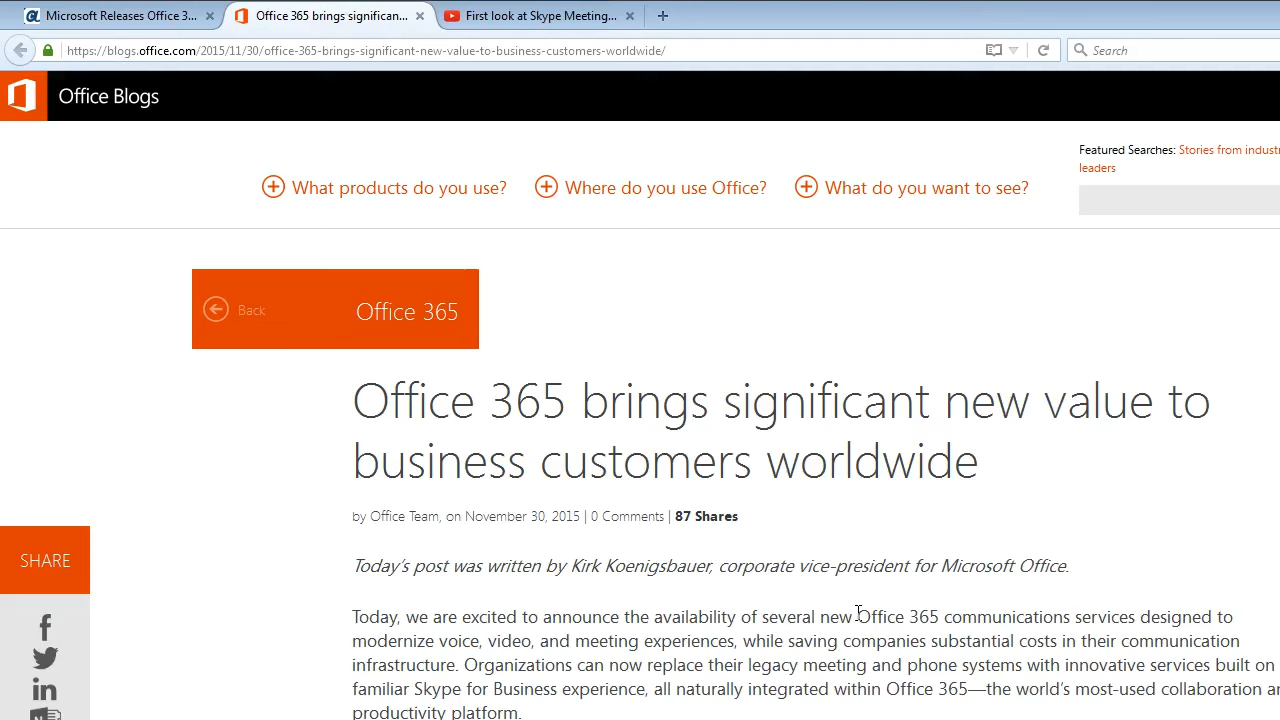 Microsoft Releases Office 3...
Office 365 brings significan...
First look at Skype Meeting...
https://blogs.office.com/2015/11/30/office-365-brings-significant-new-value-to-business-customers-worldwide/
Search
Office Blogs
What products do you use?
Where do you use Office?
What do you want to see?
Featured Searches: Stories from
leaders
Back
Office 365
Office 365 brings significant new value to
business customers worldwide
by Office Team, on November 30, 2015 | 0 Comments | 87 Shares
SHARE
Today's post was written by Kirk Koenigsbauer, corporate vice-president for Microsoft Office.
Today, we are excited to announce the availability of several new Office 365 communications services designed to
modernize voice, video, and meeting experiences, while saving companies substantial costs in their communication
infrastructure. Organizations can now replace their legacy meeting and phone systems with innovative services built on
familiar Skype for Business experience, all naturally integrated within Office 365—the world's most-used collaboration
productivity platform.